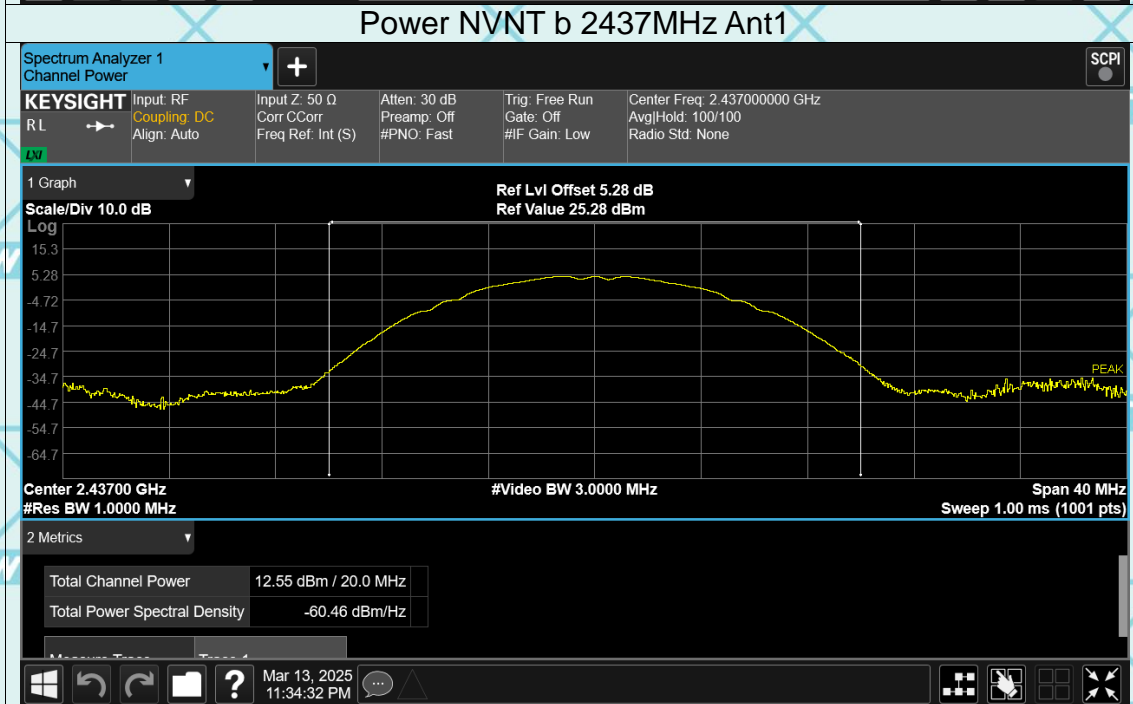 Power NVNT b 2437MHz Ant1
Spectrum Analyzer 1
Channel Power
+
SCPI
KEYSIGHT
R L
LXI
Input: RF
Coupling: DC
Align: Auto
Input Z: 50 Ω
Corr CCorr
Freq Ref: Int (S)
Atten: 30 dB
Preamp: Off
#PNO: Fast
Trig: Free Run
Gate: Off
#IF Gain: Low
Center Freq: 2.437000000 GHz
Avg|Hold: 100/100
Radio Std: None
1 Graph
Scale/Div 10.0 dB
Ref Lvl Offset 5.28 dB
Ref Value 25.28 dBm
Log
15.3
5.28
-4.72
-14.7
-24.7
-34.7
-44.7
-54.7
-64.7
PEAK
Center 2.43700 GHz
#Res BW 1.0000 MHz
#Video BW 3.0000 MHz
Span 40 MHz
Sweep 1.00 ms (1001 pts)
2 Metrics
Total Channel Power 12.55 dBm / 20.0 MHz
Total Power Spectral Density -60.46 dBm/Hz
?
Mar 13, 2025
11:34:32 PM